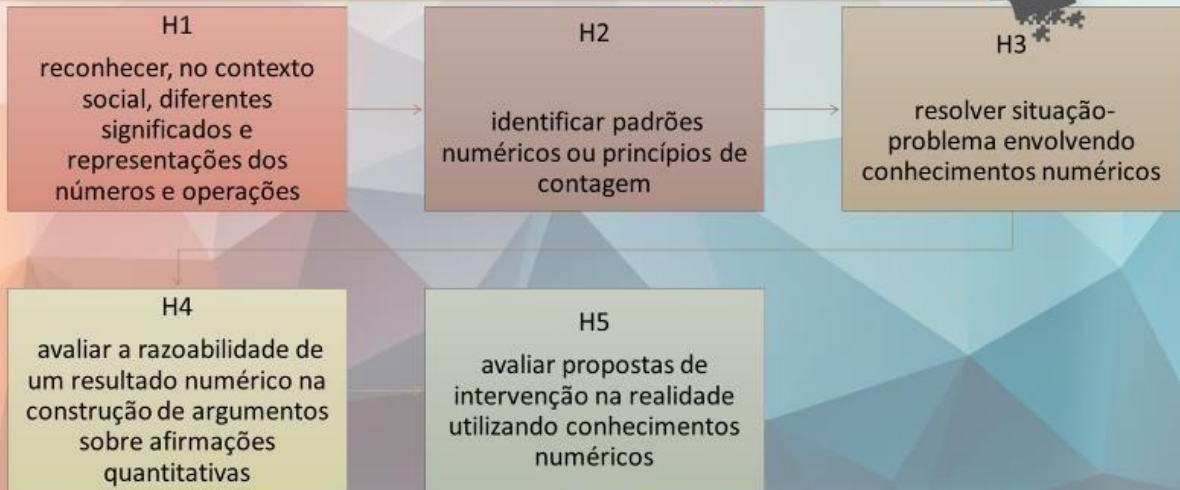 H1
reconhecer, no contexto
social, diferentes
significados e
representações dos
números e operações
H2
identificar padrões
numéricos ou princípios de
contagem
H3
resolver situação-
problema envolvendo
conhecimentos numéricos
H4
avaliar a razoabilidade de
um resultado numérico na
construção de argumentos
sobre afirmações
quantitativas
H5
avaliar propostas de
intervenção na realidade
utilizando conhecimentos
numéricos